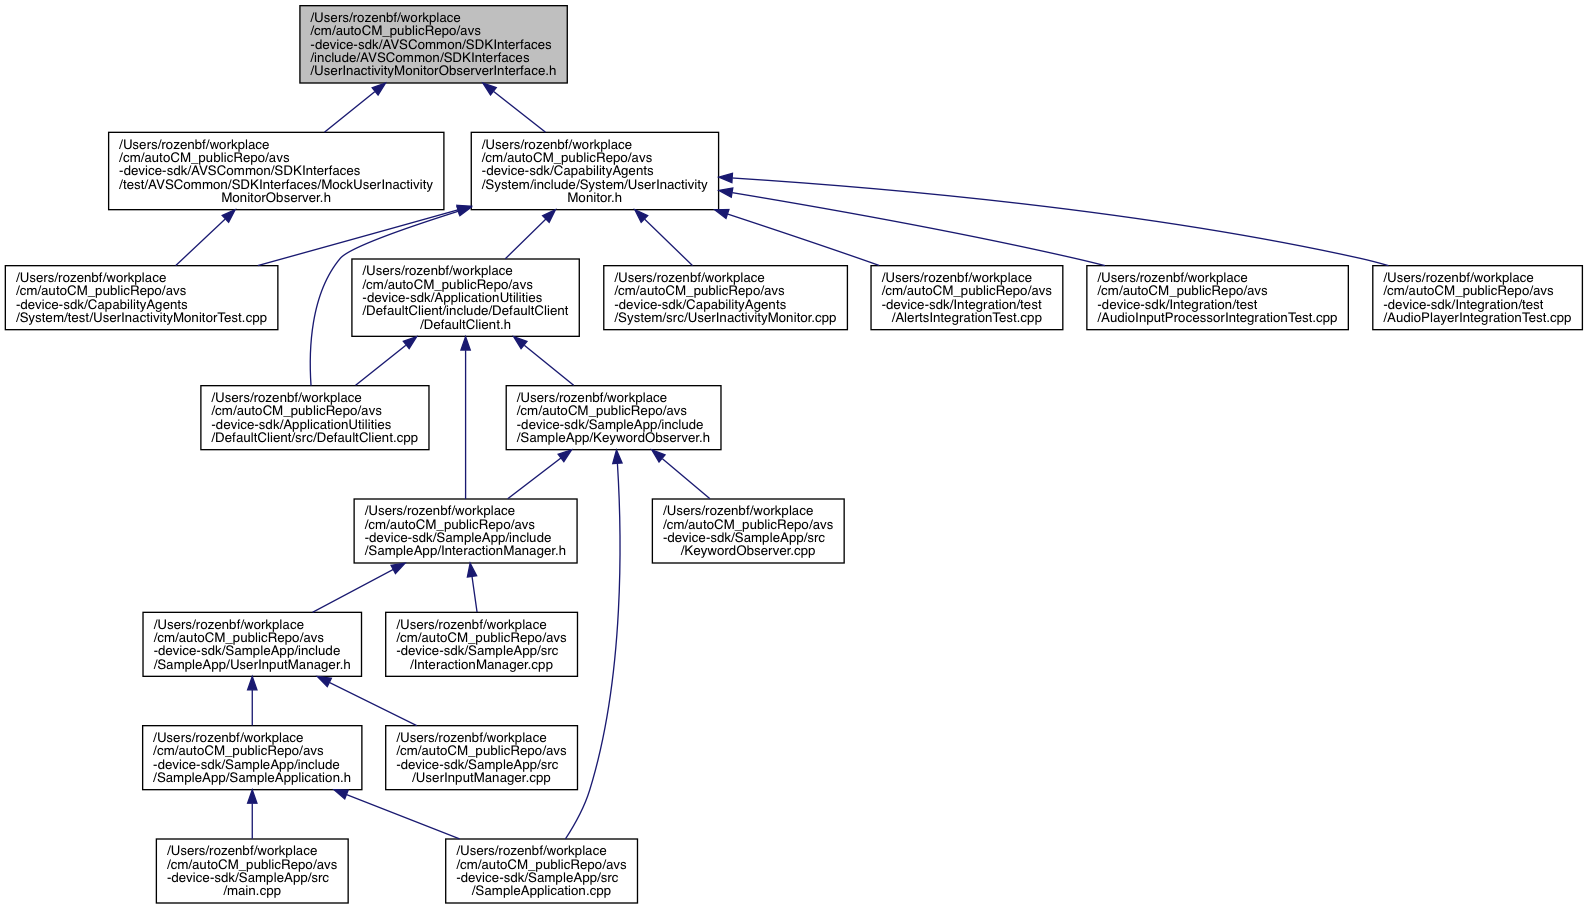 /Users/rozenbf/workplace
/cm/autoCM_publicRepo/avs
-device-sdk/AVSCommon/SDKInterfaces
/include/AVSCommon/SDKInterfaces
/UserInactivityMonitorObserverInterface.h
/Users/rozenbf/workplace
/cm/autoCM_publicRepo/avs
-device-sdk/AVSCommon/SDKInterfaces
/test/AVSCommon/SDKInterfaces/MockUserInactivity
MonitorObserver.h
/Users/rozenbf/workplace
/cm/autoCM_publicRepo/avs
-device-sdk/CapabilityAgents
/System/include/System/UserInactivity
Monitor.h
/Users/rozenbf/workplace
/cm/autoCM_publicRepo/avs
-device-sdk/CapabilityAgents
/System/test/UserInactivityMonitorTest.cpp
/Users/rozenbf/workplace
/cm/autoCM_publicRepo/avs
-device-sdk/ApplicationUtilities
/DefaultClient/include/DefaultClient
/DefaultClient.h
/Users/rozenbf/workplace
/cm/autoCM_publicRepo/avs
-device-sdk/CapabilityAgents
/System/src/UserInactivityMonitor.cpp
/Users/rozenbf/workplace
/cm/autoCM_publicRepo/avs
-device-sdk/Integration/test
/AlertsIntegrationTest.cpp
/Users/rozenbf/workplace
/cm/autoCM_publicRepo/avs
-device-sdk/Integration/test
/AudioInputProcessorIntegrationTest.cpp
/Users/rozenbf/workplace
/cm/autoCM_publicRepo/avs
-device-sdk/Integration/test
/AudioPlayerIntegrationTest.cpp
/Users/rozenbf/workplace
/cm/autoCM_publicRepo/avs
-device-sdk/ApplicationUtilities
/DefaultClient/src/DefaultClient.cpp
/Users/rozenbf/workplace
/cm/autoCM_publicRepo/avs
-device-sdk/SampleApp/include
/SampleApp/KeywordObserver.h
/Users/rozenbf/workplace
/cm/autoCM_publicRepo/avs
-device-sdk/SampleApp/include
/SampleApp/InteractionManager.h
/Users/rozenbf/workplace
/cm/autoCM_publicRepo/avs
-device-sdk/SampleApp/src
/KeywordObserver.cpp
/Users/rozenbf/workplace
/cm/autoCM_publicRepo/avs
-device-sdk/SampleApp/include
/SampleApp/UserInputManager.h
/Users/rozenbf/workplace
/cm/autoCM_publicRepo/avs
-device-sdk/SampleApp/src
/InteractionManager.cpp
/Users/rozenbf/workplace
/cm/autoCM_publicRepo/avs
-device-sdk/SampleApp/include
/SampleApp/SampleApplication.h
/Users/rozenbf/workplace
/cm/autoCM_publicRepo/avs
-device-sdk/SampleApp/src
/UserInputManager.cpp
/Users/rozenbf/workplace
/cm/autoCM_publicRepo/avs
-device-sdk/SampleApp/src
/main.cpp
/Users/rozenbf/workplace
/cm/autoCM_publicRepo/avs
-device-sdk/SampleApp/src
/SampleApplication.cpp